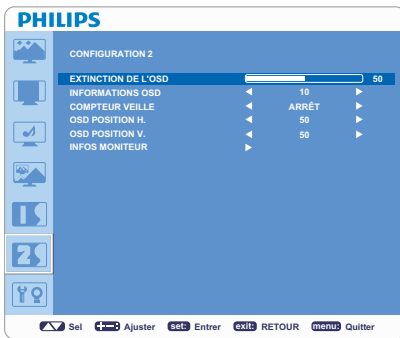 PHILIPS
CONFIGURATION 2
EXTINCTION DE L'OSD 50
INFORMATIONS OSD 10
COMPTEUR VEILLE ARRÊT
OSD POSITION H. 50
OSD POSITION V. 50
INFOS MONITEUR
Sel Ajuster set: Entrer exit: RETOUR menu: Quitter